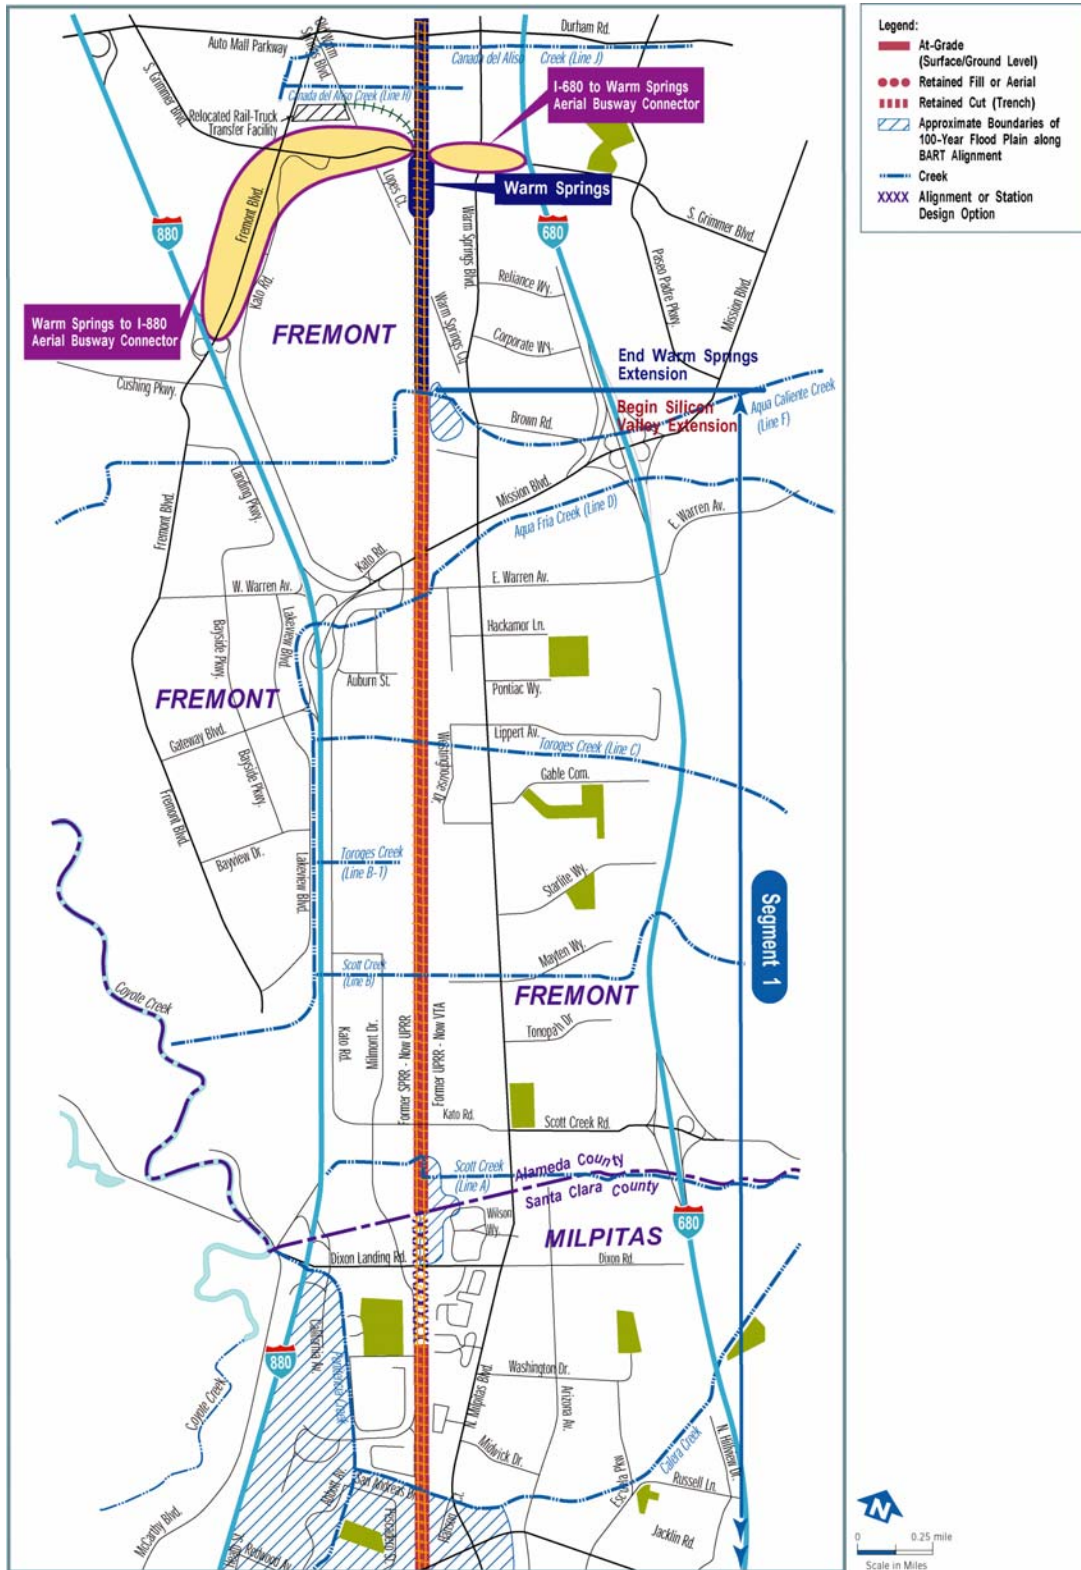 Legend:
At-Grade
(Surface/Ground Level)
Retained Fill or Aerial
Retained Cut (Trench)
Approximate Boundaries of
100-Year Flood Plain along
BART Alignment
Creek
XXXX Alignment or Station
Design Option
Durham Rd.
Auto Mall Parkway
Old Warm
Springs Blvd.
Canada del Aliso
Creek (Line J)
S. Grimmer Blvd.
Canada del Aliso Creek (Line H)
I-680 to Warm Springs
Aerial Busway Connector
Relocated Rail-Truck
Transfer Facility
Lopes Ct.
Warm Springs
Fremont Blvd.
880
Warm Springs Blvd.
680
S. Grimmer Blvd.
Paseo Padre Pkwy.
Mission Blvd.
Kato Rd.
Reliance Wy.
Warm Springs to I-880
Aerial Busway Connector
FREMONT
Warm Springs Ct.
Corporate Wy.
End Warm Springs
Extension
Cushing Pkwy.
Begin Silicon
Valley Extension
Aqua Caliente Creek
(Line F)
Brown Rd.
Landing Pkwy.
Fremont Blvd.
Mission Blvd.
Aqua Fria Creek (Line D)
E. Warren Av.
Kato Rd.
W. Warren Av.
E. Warren Av.
Lakeview Blvd.
Bayside Pkwy.
Hackamor Ln.
Auburn St.
Pontiac Wy.
FREMONT
Gateway Blvd.
Lippert Av.
Westinghouse Dr.
Toroges Creek (Line C)
Bayside Pkwy.
Gable Com.
Fremont Blvd.
Bayview Dr.
Lakeview Blvd.
Toroges Creek
(Line B-1)
Starlite Wy.
Segment 1
Mayten Wy.
Scott Creek
(Line B)
Coyote Creek
FREMONT
Kato Rd.
Milmont Dr.
Former SPRR - Now UPRR
Former UPRR - Now VTA
Tonopah Dr
Kato Rd.
Scott Creek Rd.
Scott Creek
(Line A)
Alameda County
Santa Clara County
Wilson
Wy.
680
MILPITAS
Dixon Landing Rd.
Dixon Rd.
California Av.
880
Penitencia Creek
Washington Dr.
N. Milpitas Blvd.
Arizona Av.
Coyote Creek
Midwick Dr.
Escuela Pkw
Calera Creek
N. Hillview Dr.
Russell Ln.
Abbott Av.
San Andreas Dr.
Hanson
Jacklin Rd.
McCarthy Blvd.
Redwood Av.
N
0 0.25 mile
Scale in Miles